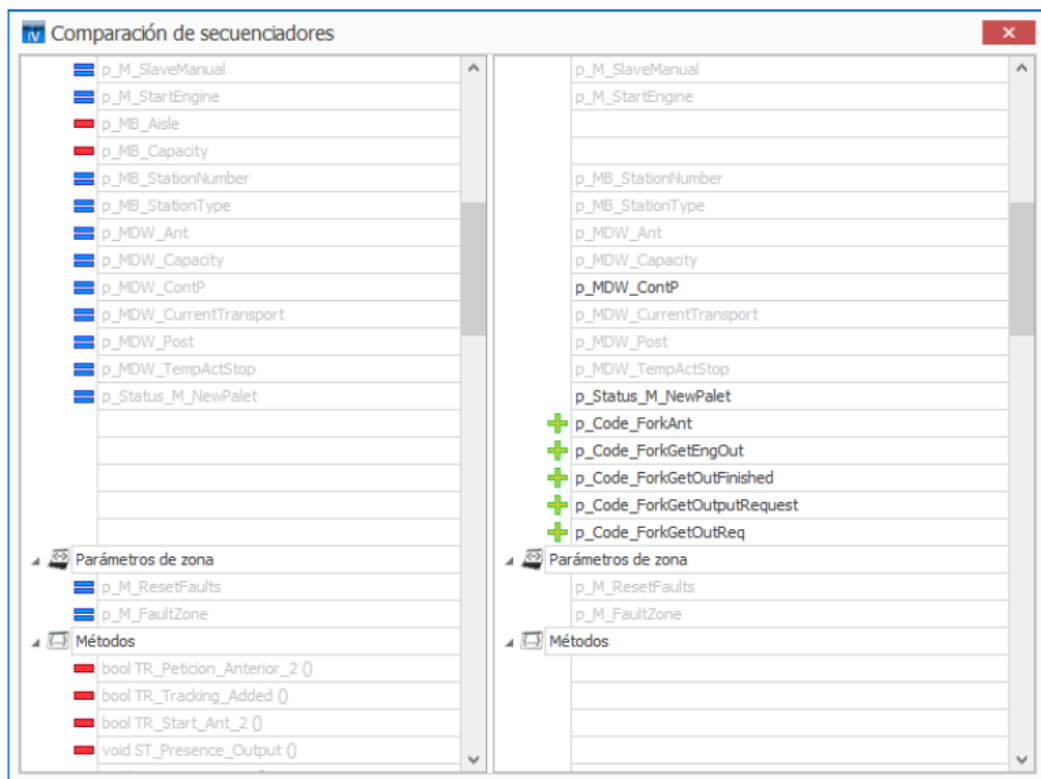 IV Comparación de secuenciadores
p_M_SlaveManual p_M_SlaveManual
p_M_StartEngine p_M_StartEngine
p_MB_Aisle
p_MB_Capacity
p_MB_StationNumber p_MB_StationNumber
p_MB_StationType p_MB_StationType
p_MDW_Ant p_MDW_Ant
p_MDW_Capacity p_MDW_Capacity
p_MDW_ContP p_MDW_ContP
p_MDW_CurrentTransport p_MDW_CurrentTransport
p_MDW_Post p_MDW_Post
p_MDW_TempActStop p_MDW_TempActStop
p_Status_M_NewPalet p_Status_M_NewPalet
p_Code_ForkAnt
p_Code_ForkGetEngOut
p_Code_ForkGetOutFinished
p_Code_ForkGetOutputRequest
p_Code_ForkGetOutReq
Parámetros de zona Parámetros de zona
p_M_ResetFaults p_M_ResetFaults
p_M_FaultZone p_M_FaultZone
Métodos Métodos
bool TR_Peticion_Anterior_2 ()
bool TR_Tracking_Added ()
bool TR_Start_Ant_2 ()
void ST_Presence_Output ()